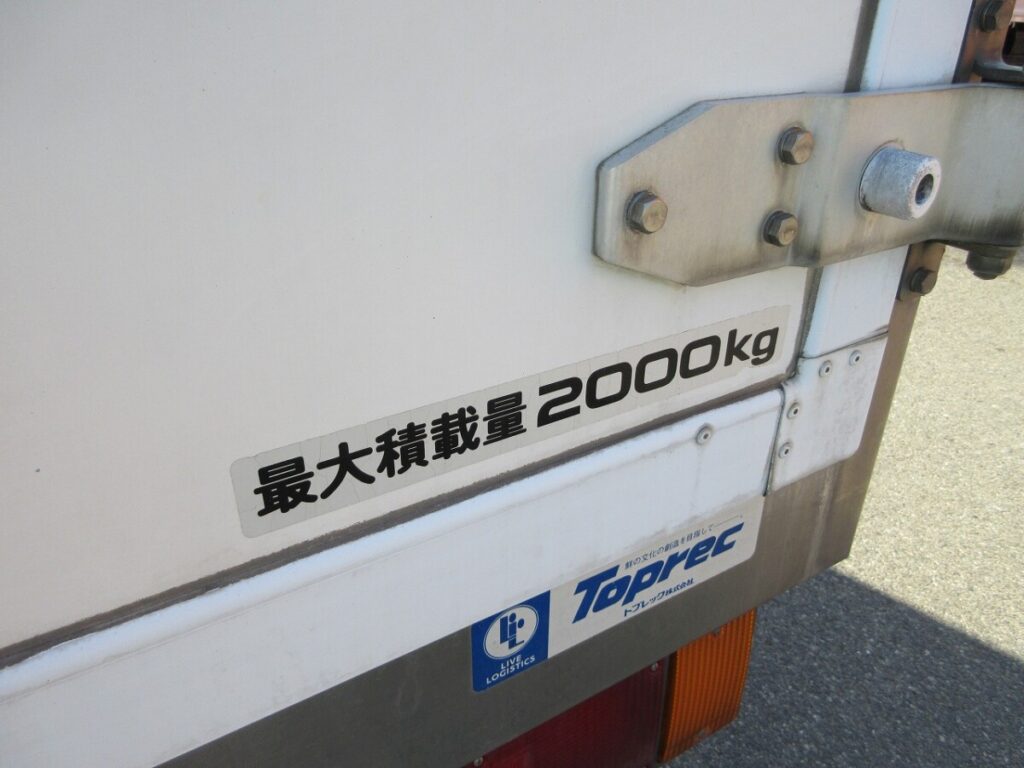 最大積載量2000kg
鮮の文化の創造を目指して
Toprec
トプレック株式会社
LIVE
LOGISTICS